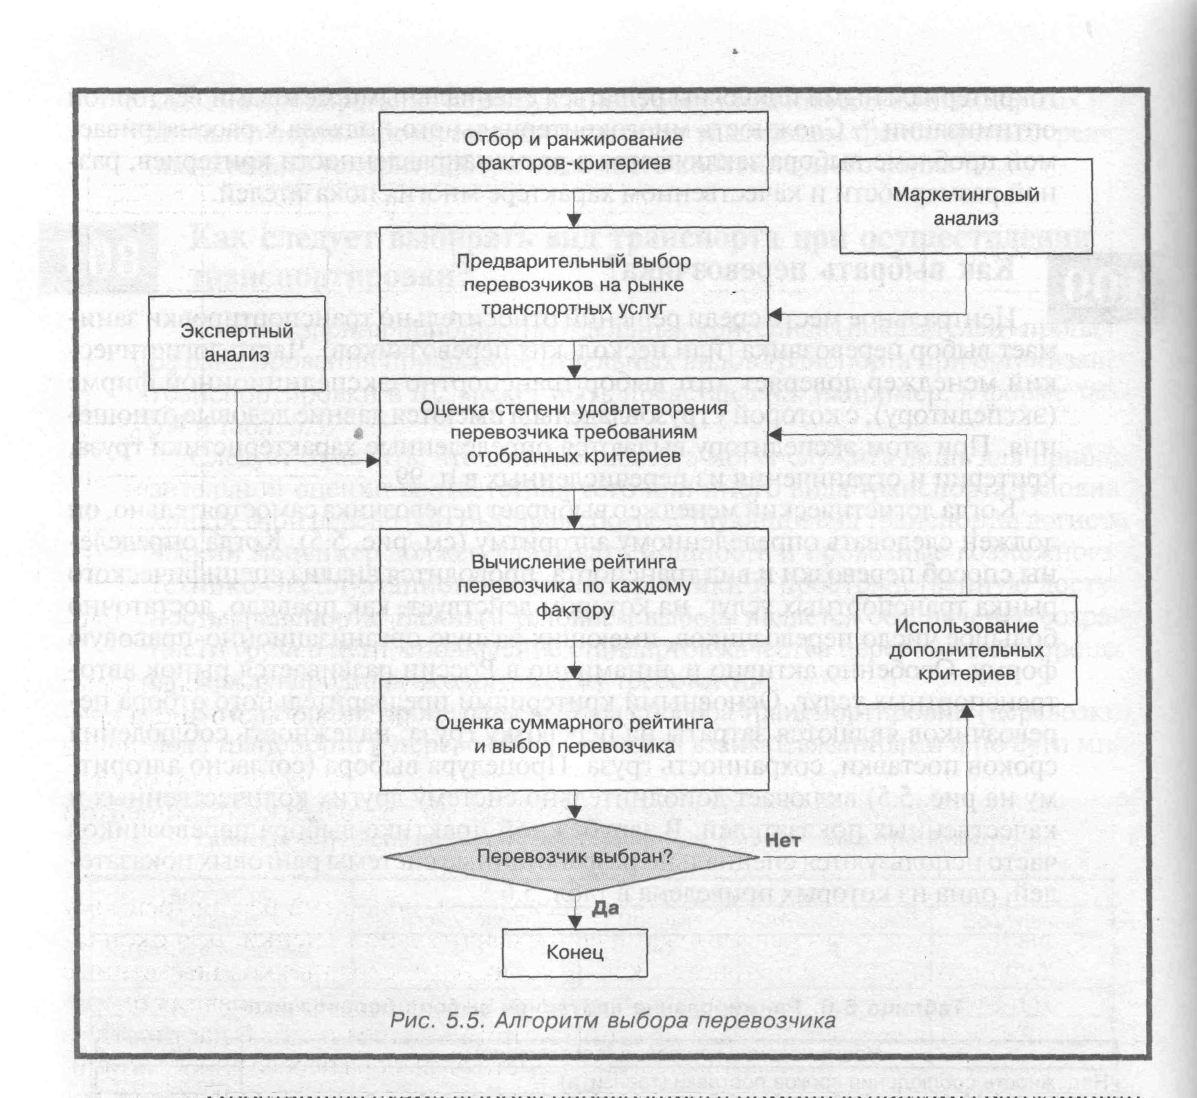 Отбор и ранжирование
факторов-критериев
Маркетинговый
анализ
Предварительный выбор
перевозчиков на рынке
транспортных услуг
Экспертный
анализ
Оценка степени удовлетворения
перевозчика требованиям
отобранных критериев
Вычисление рейтинга
перевозчика по каждому
фактору
Использование
дополнительных
критериев
Оценка суммарного рейтинга
и выбор перевозчика
Перевозчик выбран?
Нет
Да
Конец
Рис. 5.5. Алгоритм выбора перевозчика